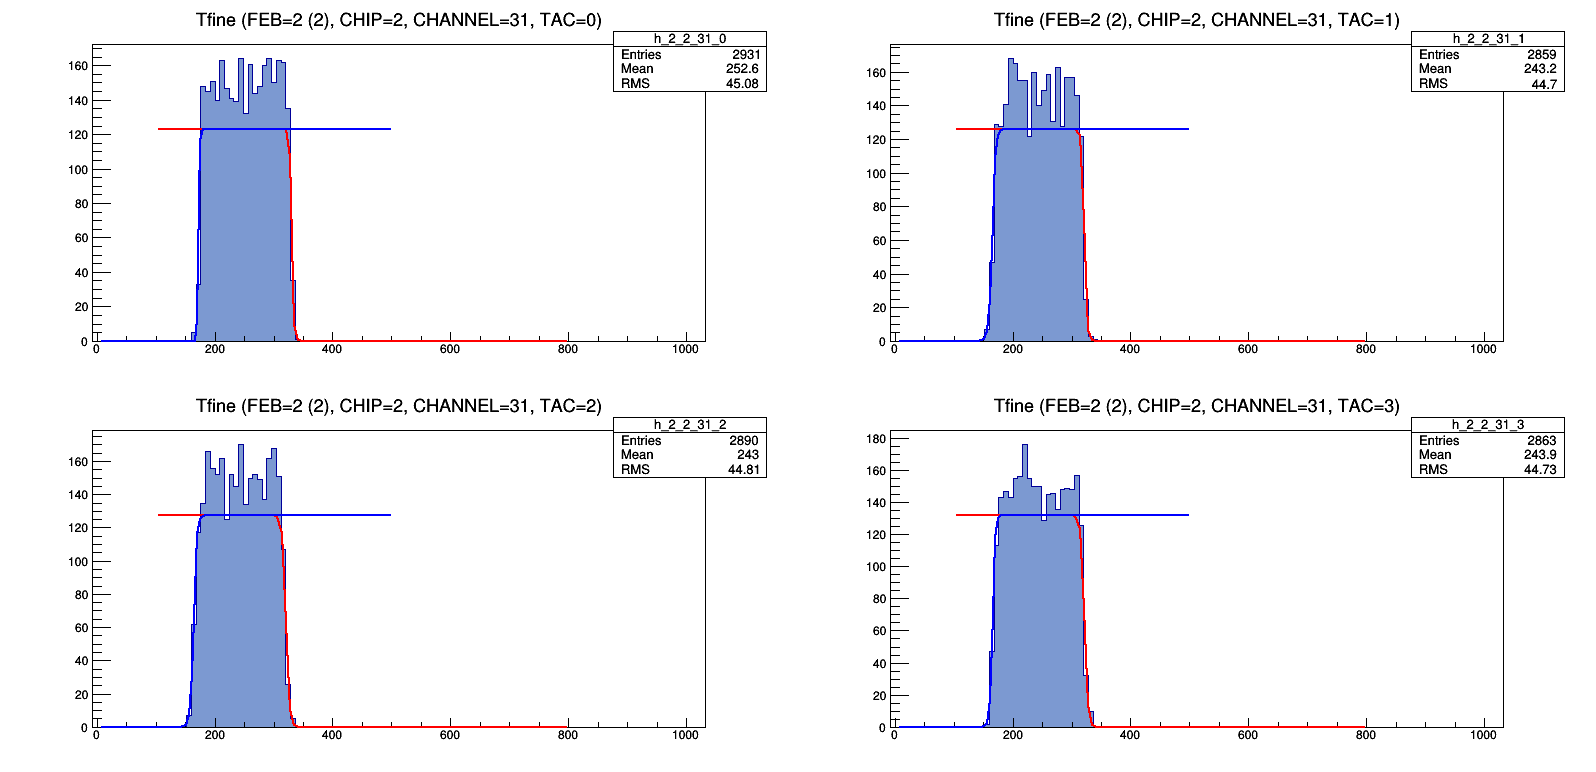 Tfine (FEB=2 (2), CHIP=2, CHANNEL=31, TAC=0)
h_2_2_31_0
Entries 2931
Mean 252.6
RMS 45.08
160
140
120
100
80
60
40
20
0
0 200 400 600 800 1000
Tfine (FEB=2 (2), CHIP=2, CHANNEL=31, TAC=1)
h_2_2_31_1
Entries 2859
Mean 243.2
RMS 44.7
160
140
120
100
80
60
40
20
0
0 200 400 600 800 1000
Tfine (FEB=2 (2), CHIP=2, CHANNEL=31, TAC=2)
h_2_2_31_2
Entries 2890
Mean 243
RMS 44.81
160
140
120
100
80
60
40
20
0
0 200 400 600 800 1000
Tfine (FEB=2 (2), CHIP=2, CHANNEL=31, TAC=3)
h_2_2_31_3
Entries 2863
Mean 243.9
RMS 44.73
180
160
140
120
100
80
60
40
20
0
0 200 400 600 800 1000